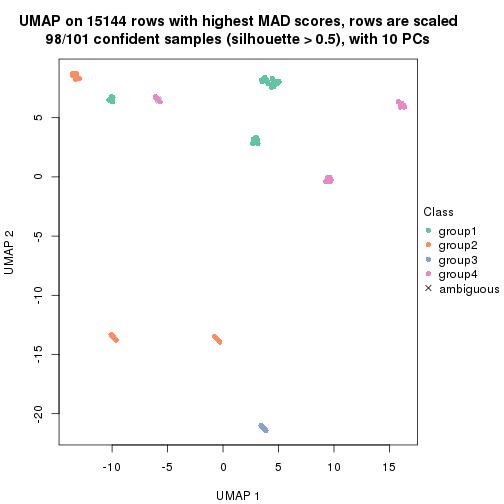 UMAP on 15144 rows with highest MAD scores, rows are scaled
98/101 confident samples (silhouette > 0.5), with 10 PCs
5
0
-5
-10
-15
-20
UMAP 2
-10
-5
0
5
10
15
UMAP 1
Class
group1
group2
group3
group4
ambiguous